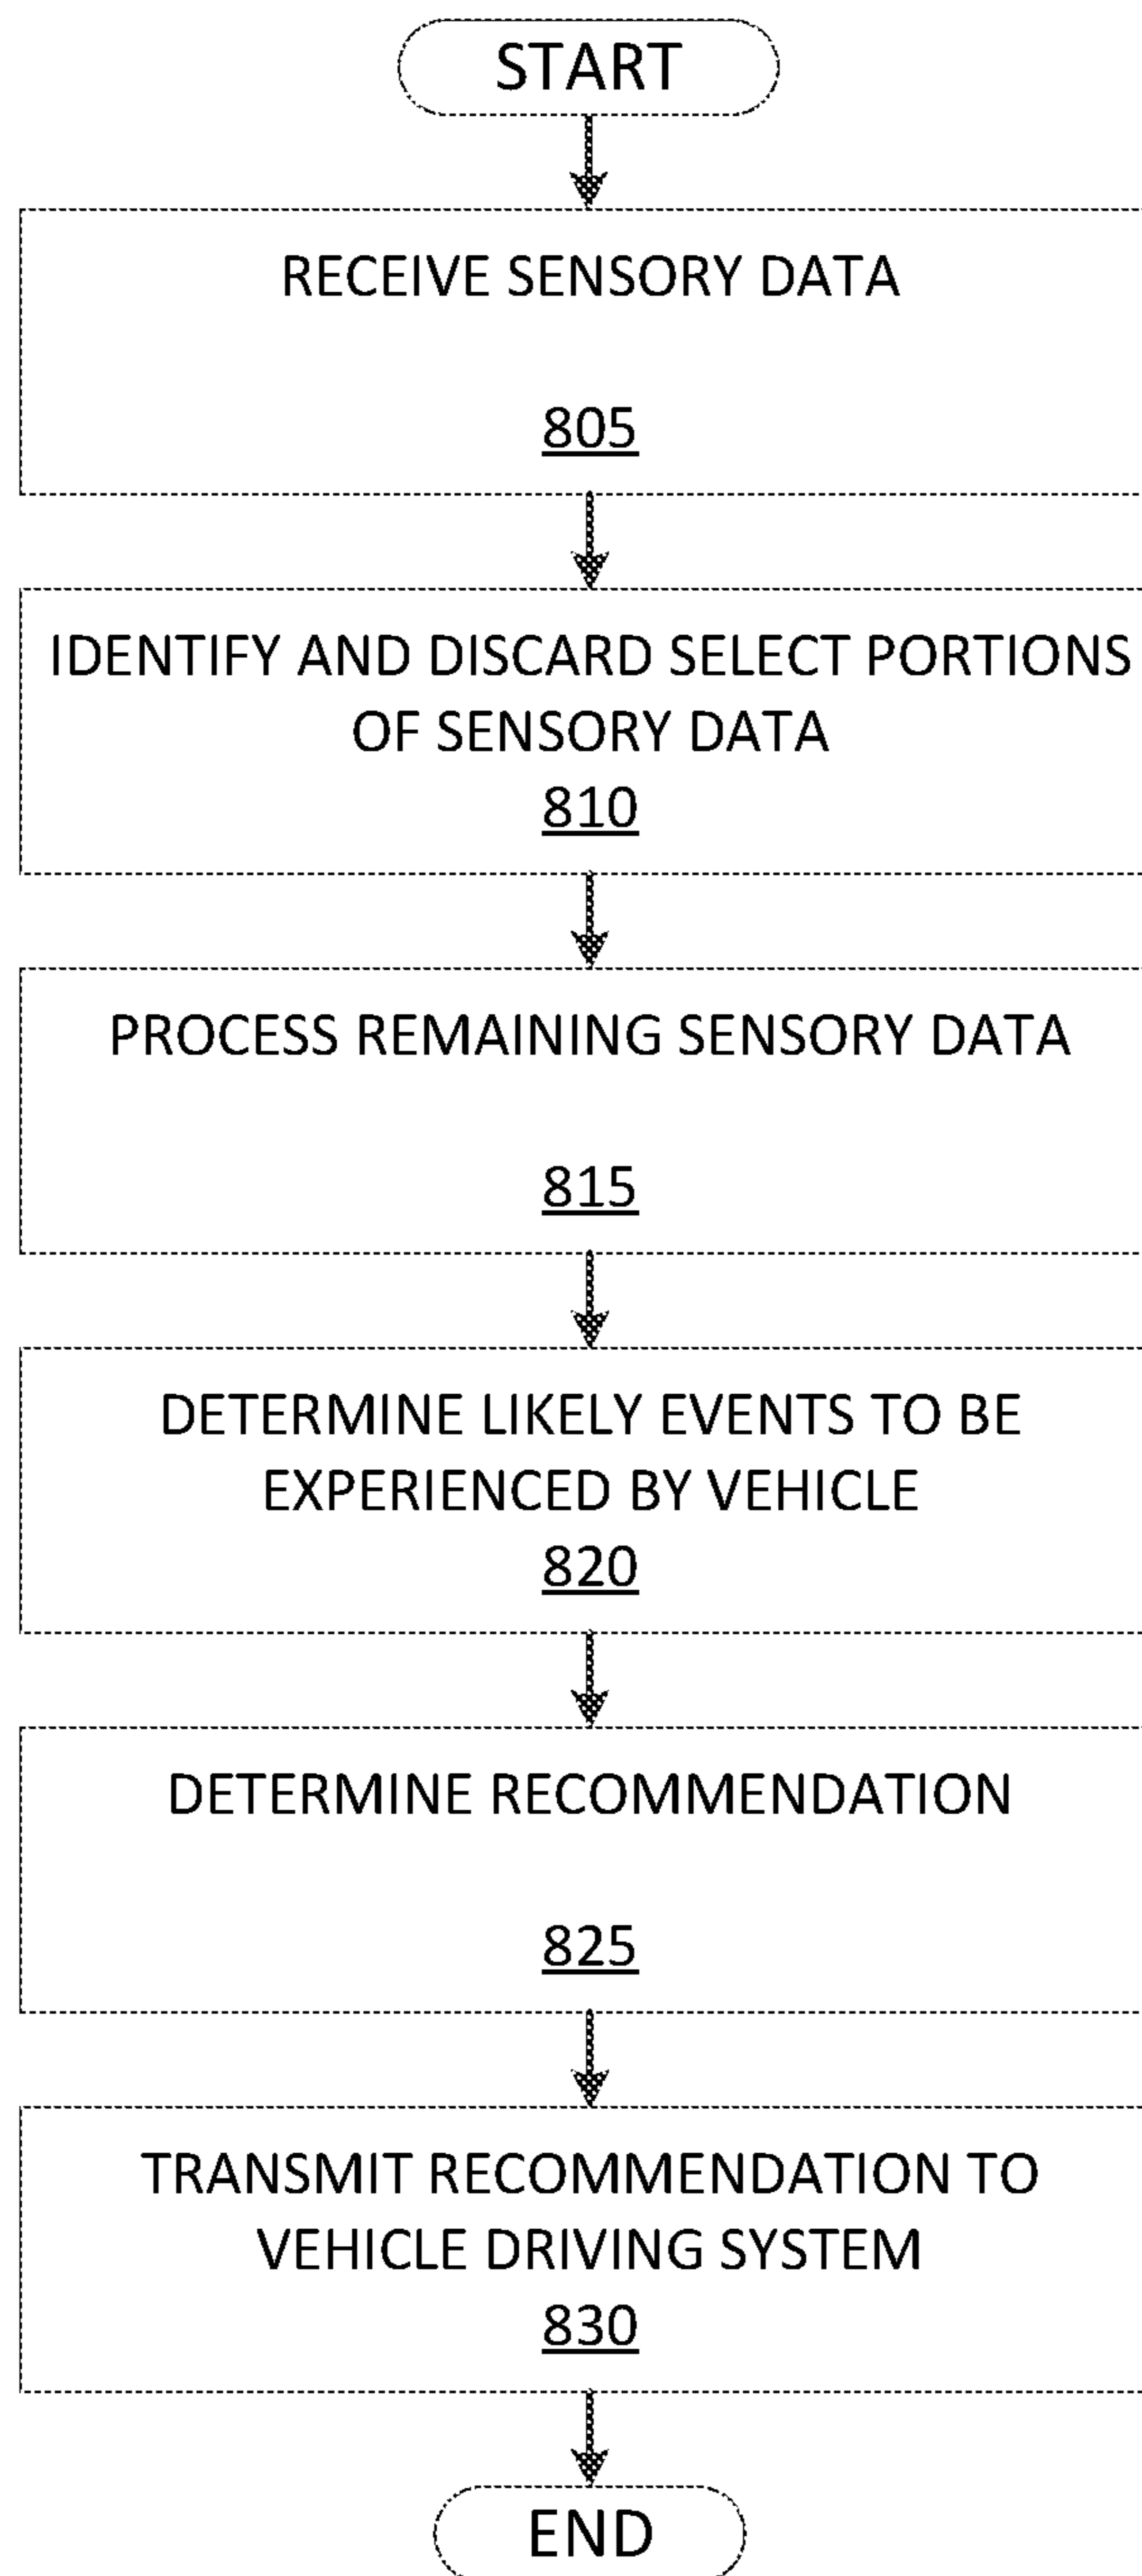 START
RECEIVE SENSORY DATA
805
IDENTIFY AND DISCARD SELECT PORTIONS
OF SENSORY DATA
810
PROCESS REMAINING SENSORY DATA
815
DETERMINE LIKELY EVENTS TO BE
EXPERIENCED BY VEHICLE
820
DETERMINE RECOMMENDATION
825
TRANSMIT RECOMMENDATION TO
VEHICLE DRIVING SYSTEM
830
END